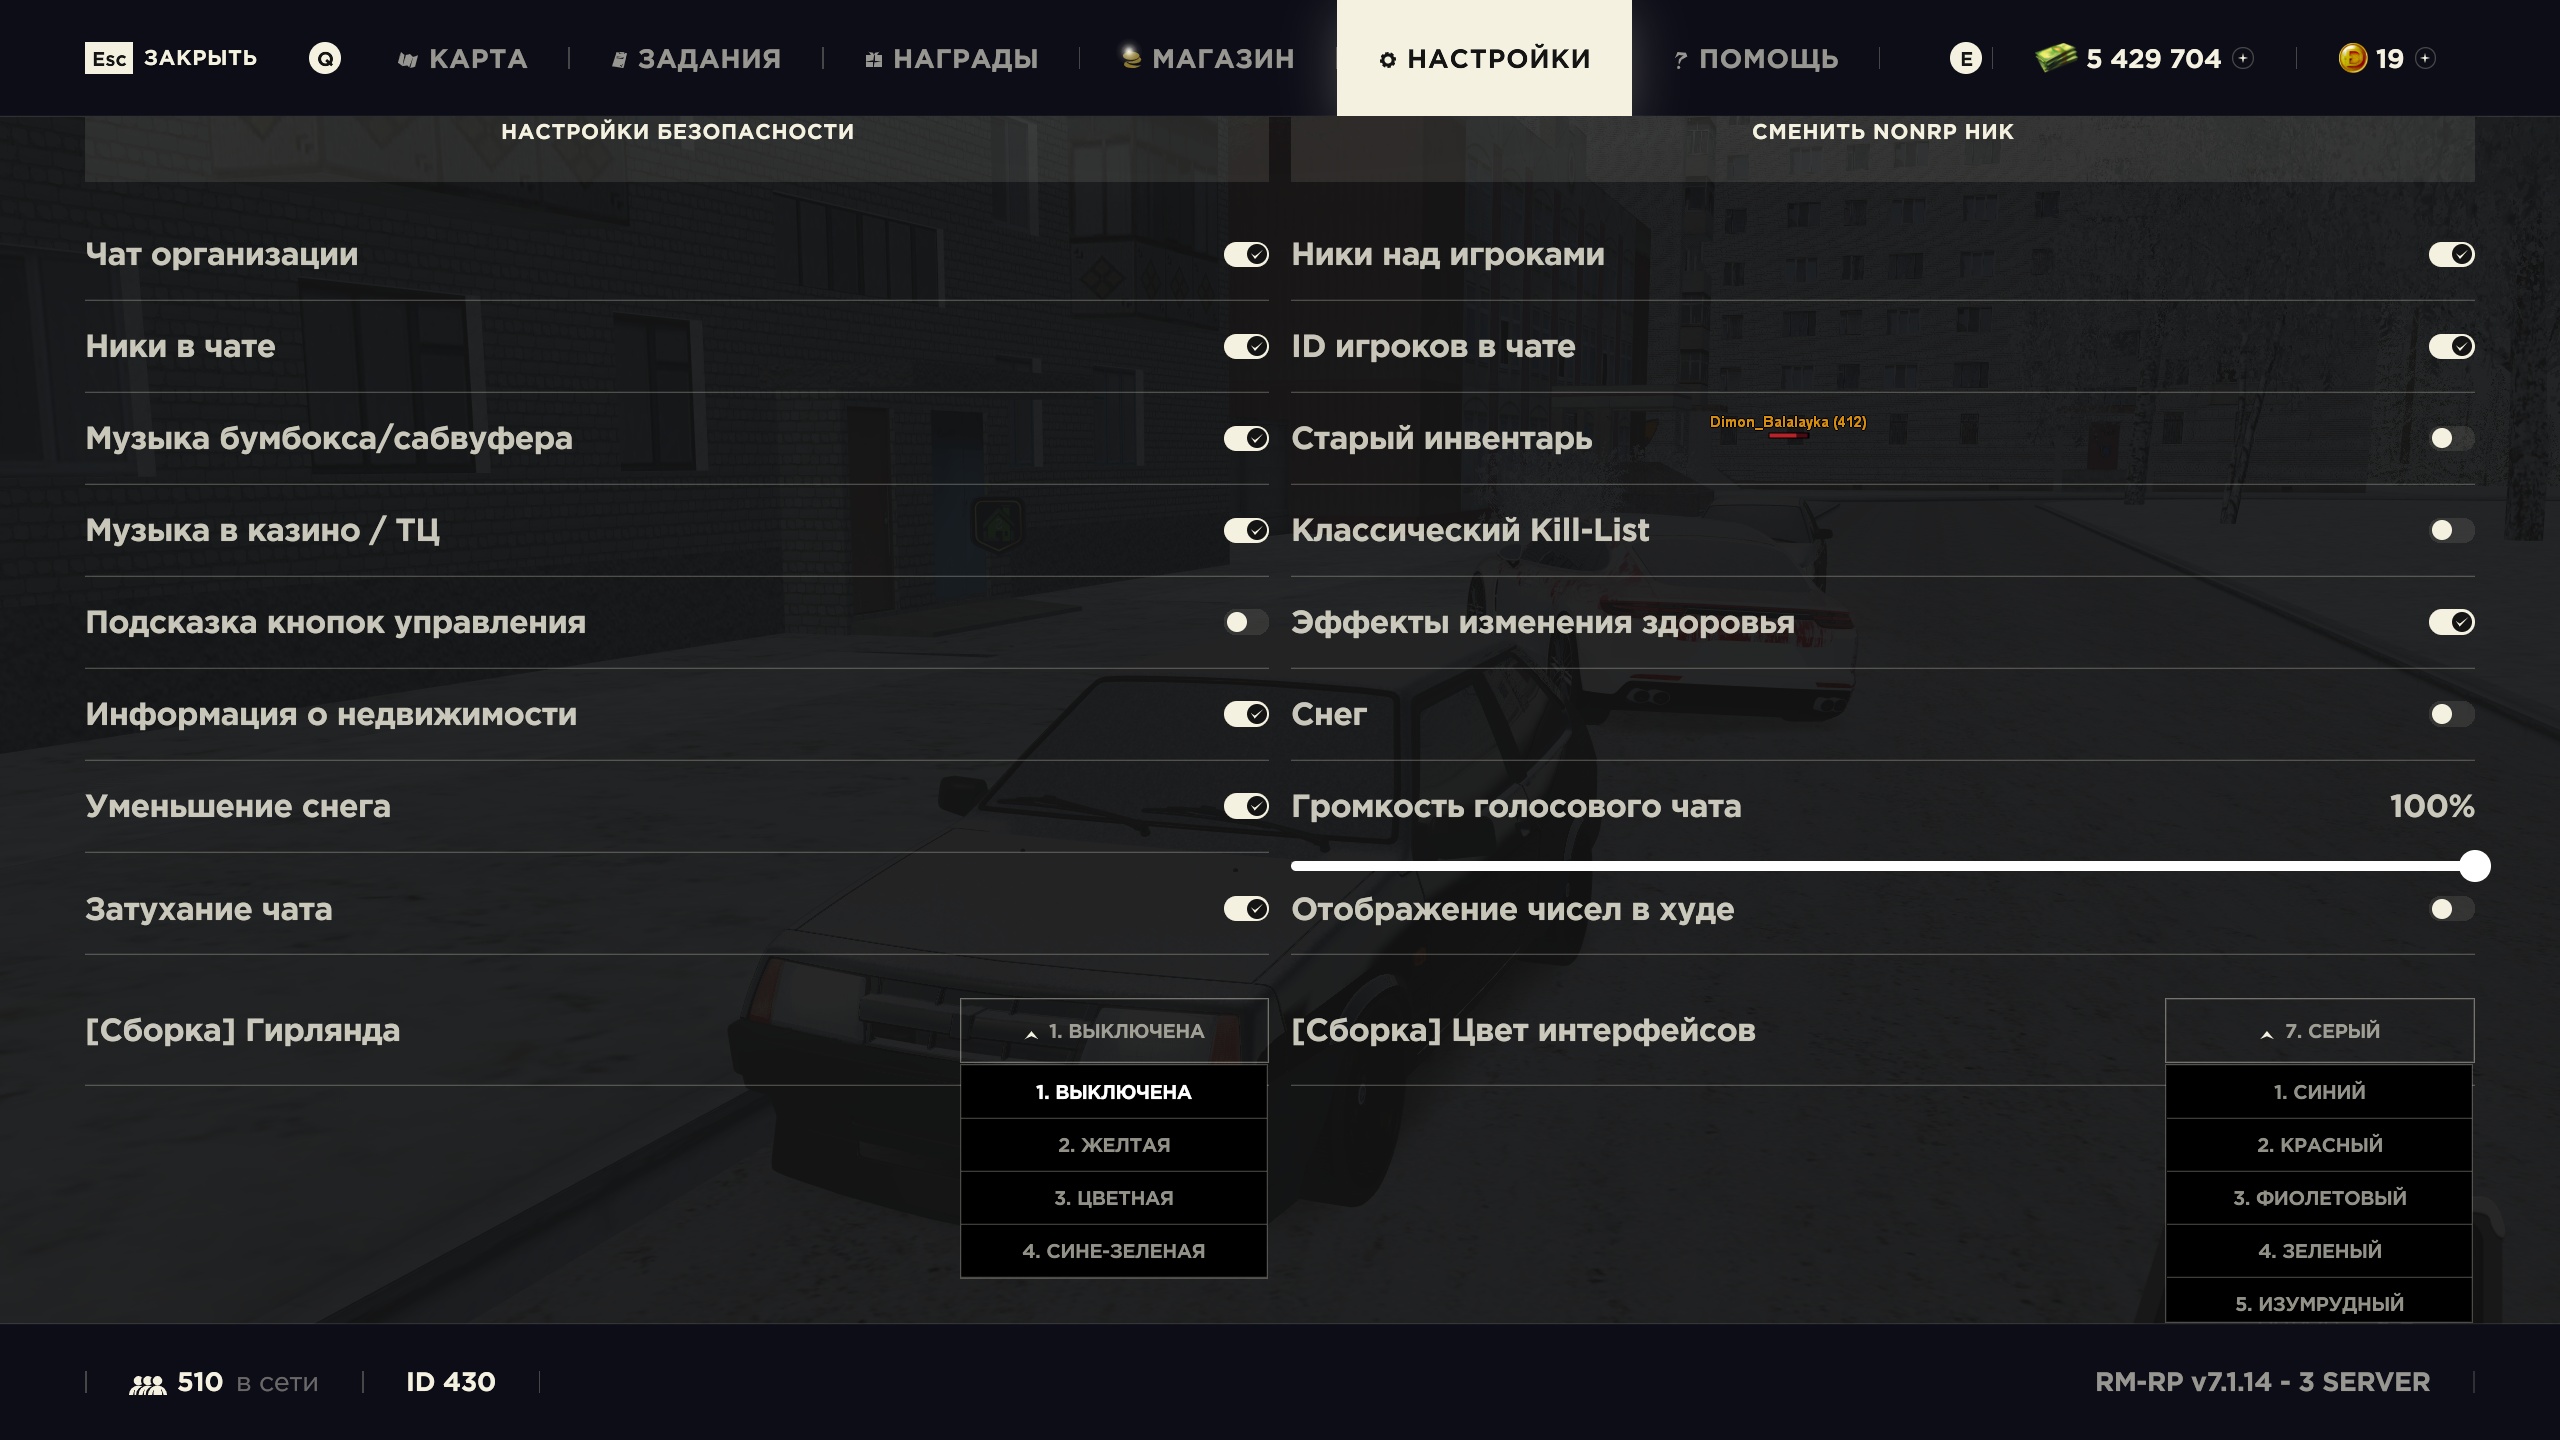 Esc ЗАКРЫТЬ Q КАРТА ЗАДАНИЯ НАГРАДЫ МАГАЗИН НАСТРОЙКИ ? ПОМОЩЬ E 5 429 704 + 19 +
НАСТРОЙКИ БЕЗОПАСНОСТИ СМЕНИТЬ NONRP НИК
Чат организации Ники над игроками
Ники в чате ID игроков в чате
Dimon_Balalayka (412)
Музыка бумбокса/сабвуфера Старый инвентарь
Музыка в казино / ТЦ Классический Kill-List
Подсказка кнопок управления Эффекты изменения здоровья
Информация о недвижимости Снег
Уменьшение снега Громкость голосового чата 100%
Затухание чата Отображение чисел в худе
[Сборка] Гирлянда 1. ВЫКЛЮЧЕНА [Сборка] Цвет интерфейсов 7. СЕРЫЙ
1. ВЫКЛЮЧЕНА 1. СИНИЙ
2. ЖЕЛТАЯ 2. КРАСНЫЙ
3. ЦВЕТНАЯ 3. ФИОЛЕТОВЫЙ
4. СИНЕ-ЗЕЛЕНАЯ 4. ЗЕЛЕНЫЙ
5. ИЗУМРУДНЫЙ
510 в сети ID 430 RM-RP v7.1.14 - 3 SERVER